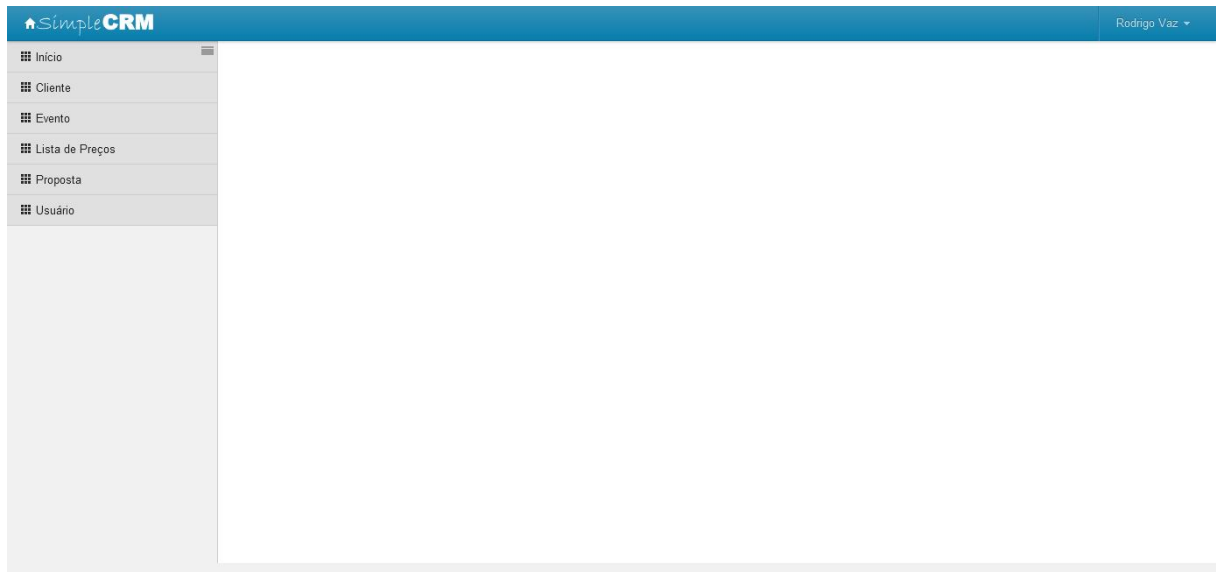 SimpleCRM
Rodrigo Vaz
Início
Cliente
Evento
Lista de Preços
Proposta
Usuário